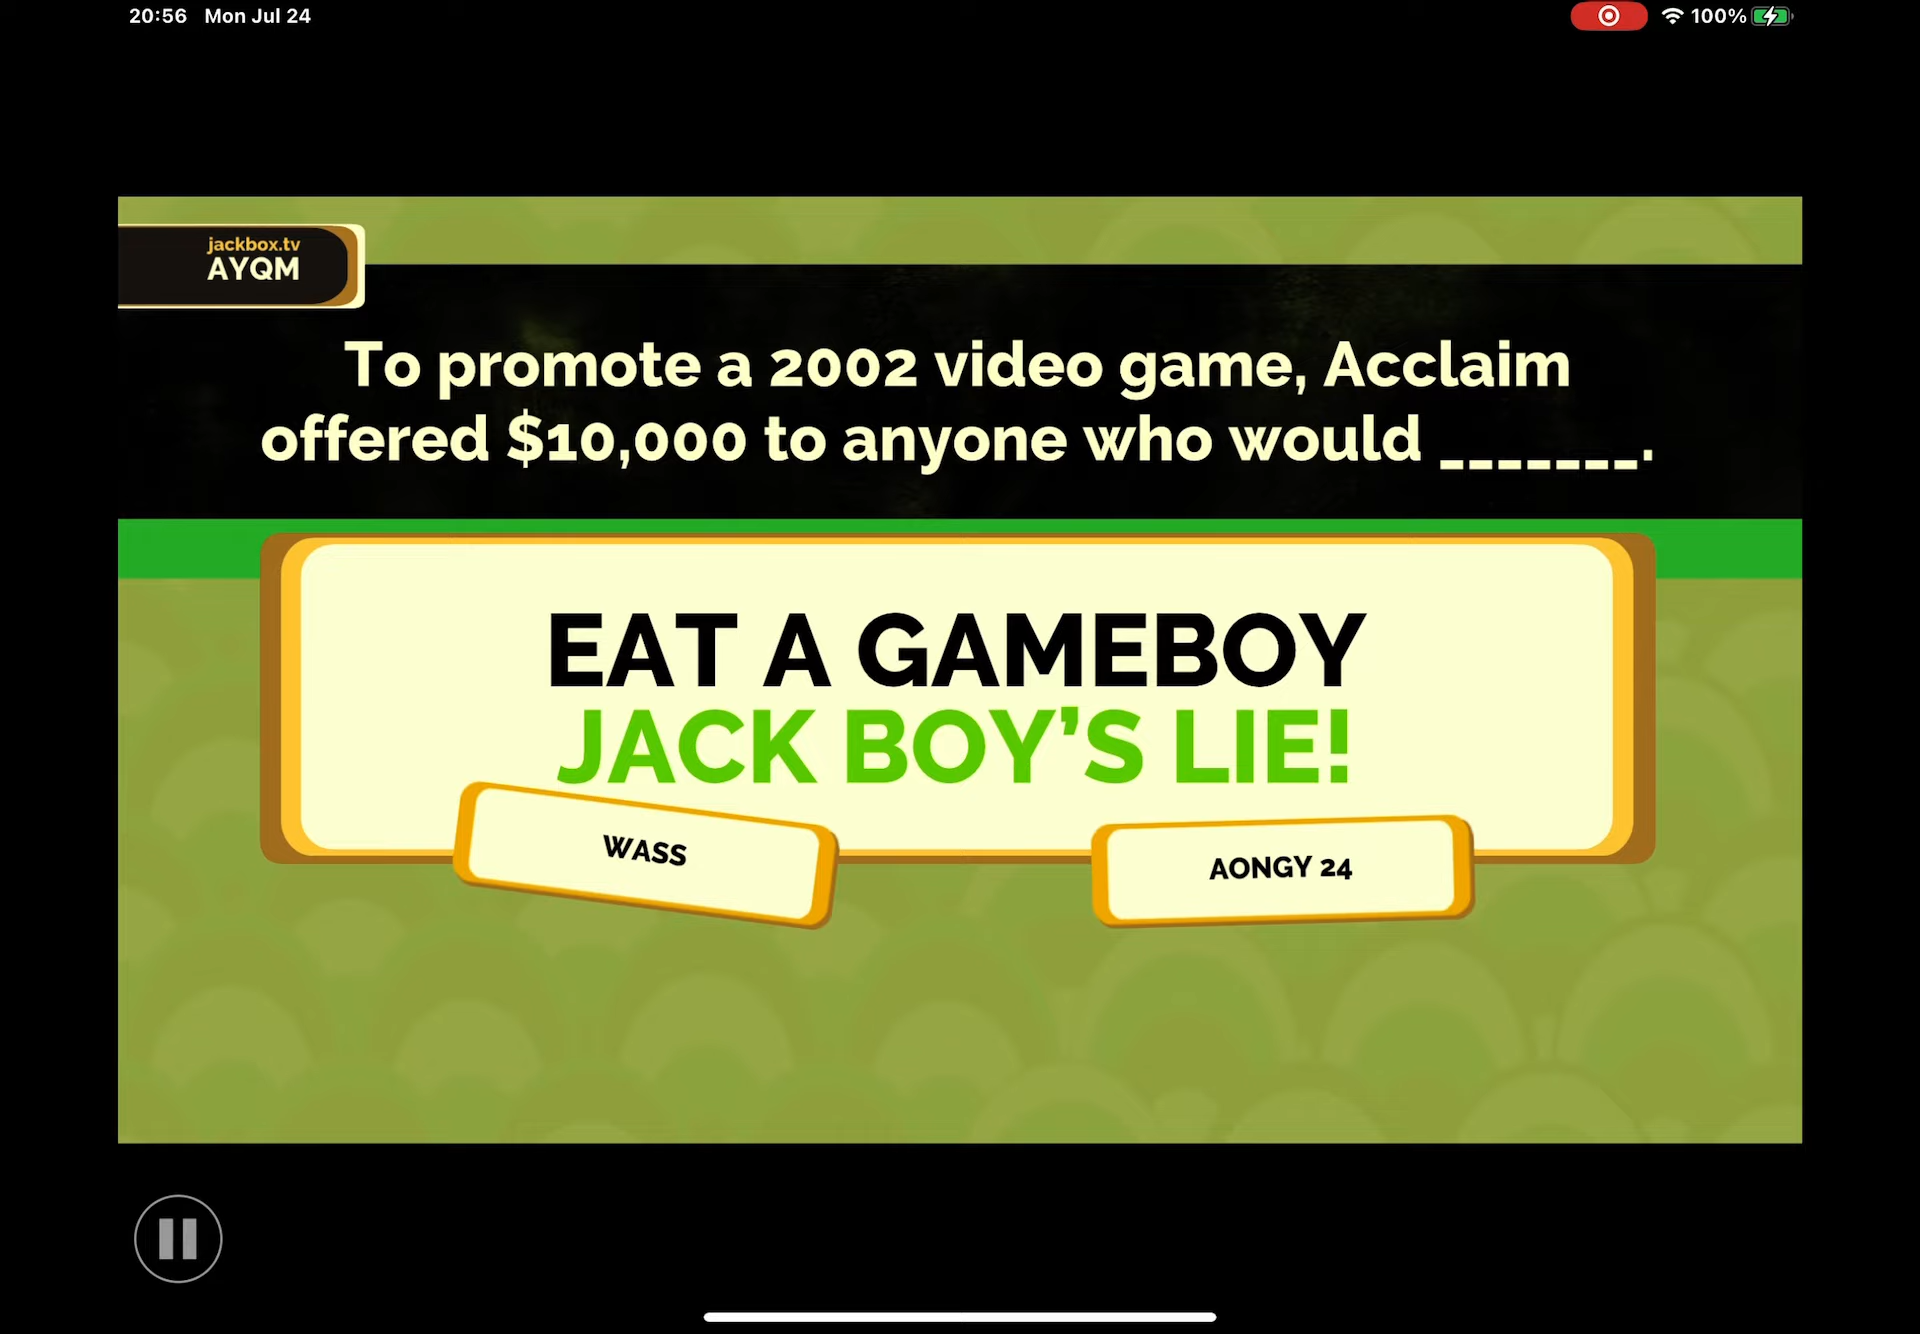 20:56 Mon Jul 24
100%
jackbox.tv
AYQM
To promote a 2002 video game, Acclaim
offered $10,000 to anyone who would _______.
EAT A GAMEBOY
JACK BOY’S LIE!
WASS
AONGY 24